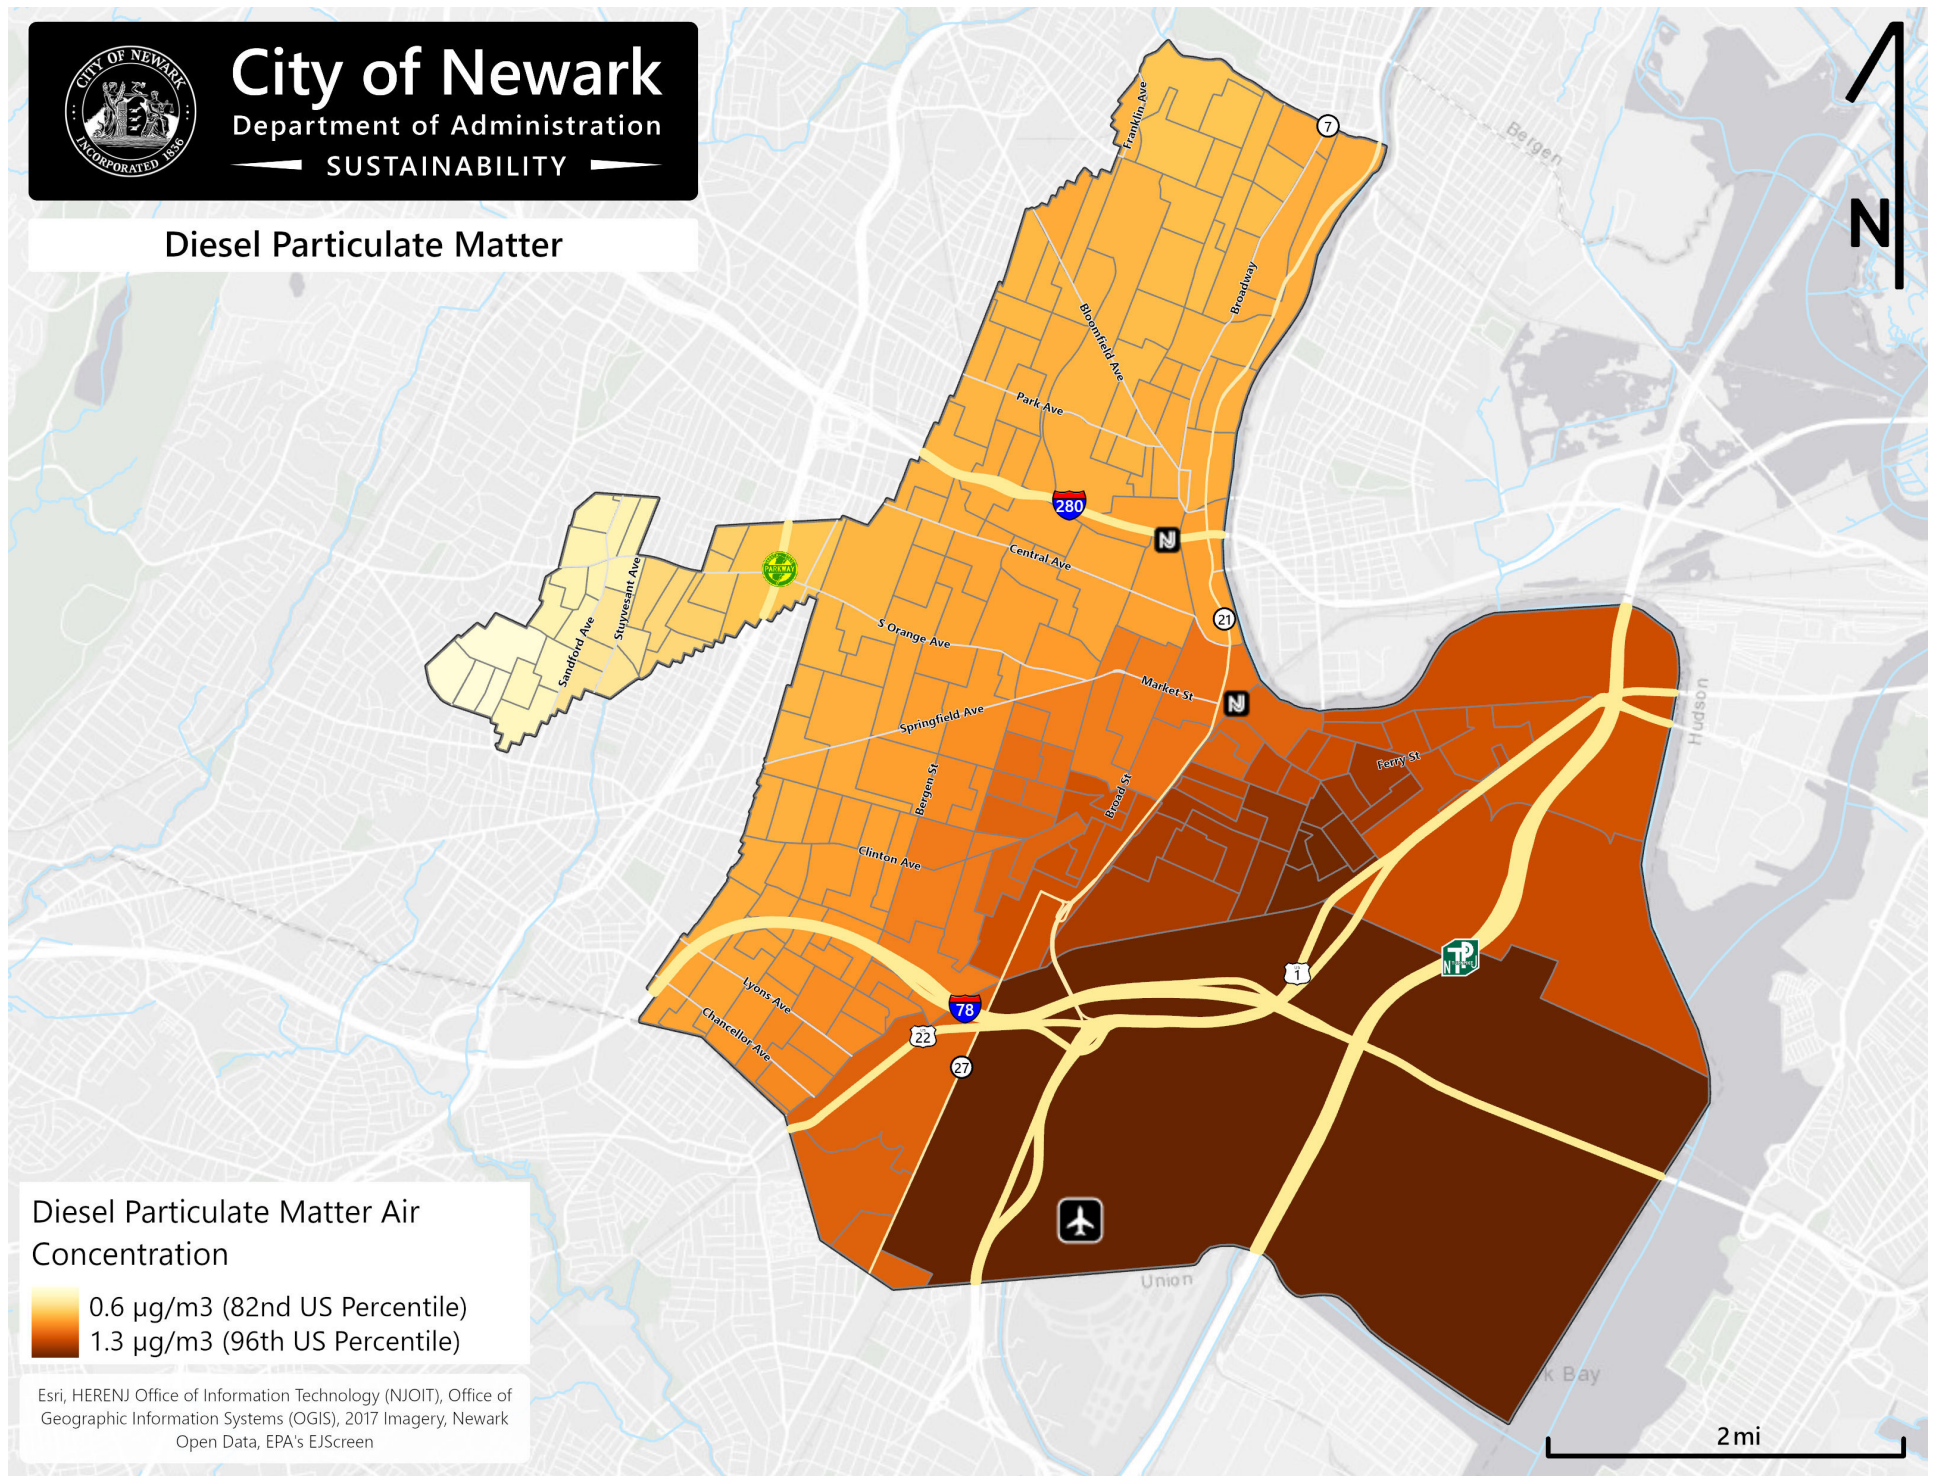 CITY OF NEWARK
INCORPORATED 1836
City of Newark
Department of Administration
SUSTAINABILITY
Diesel Particulate Matter
N
Bergen
7
Franklin Ave
Broadway
Bloomfield Ave
Park Ave
280
Central Ave
PARKWAY
21
Stuyvesant Ave
Sandford Ave
S Orange Ave
Market St
Springfield Ave
Hudson
Ferry St
Bergen St
Broad St
Clinton Ave
NTPJ
1
Lyons Ave
78
Chancellor Ave
22
27
Union
k Bay
Diesel Particulate Matter Air
Concentration
0.6 µg/m3 (82nd US Percentile)
1.3 µg/m3 (96th US Percentile)
Esri, HERENJ Office of Information Technology (NJOIT), Office of
Geographic Information Systems (OGIS), 2017 Imagery, Newark
Open Data, EPA's EJScreen
2 mi